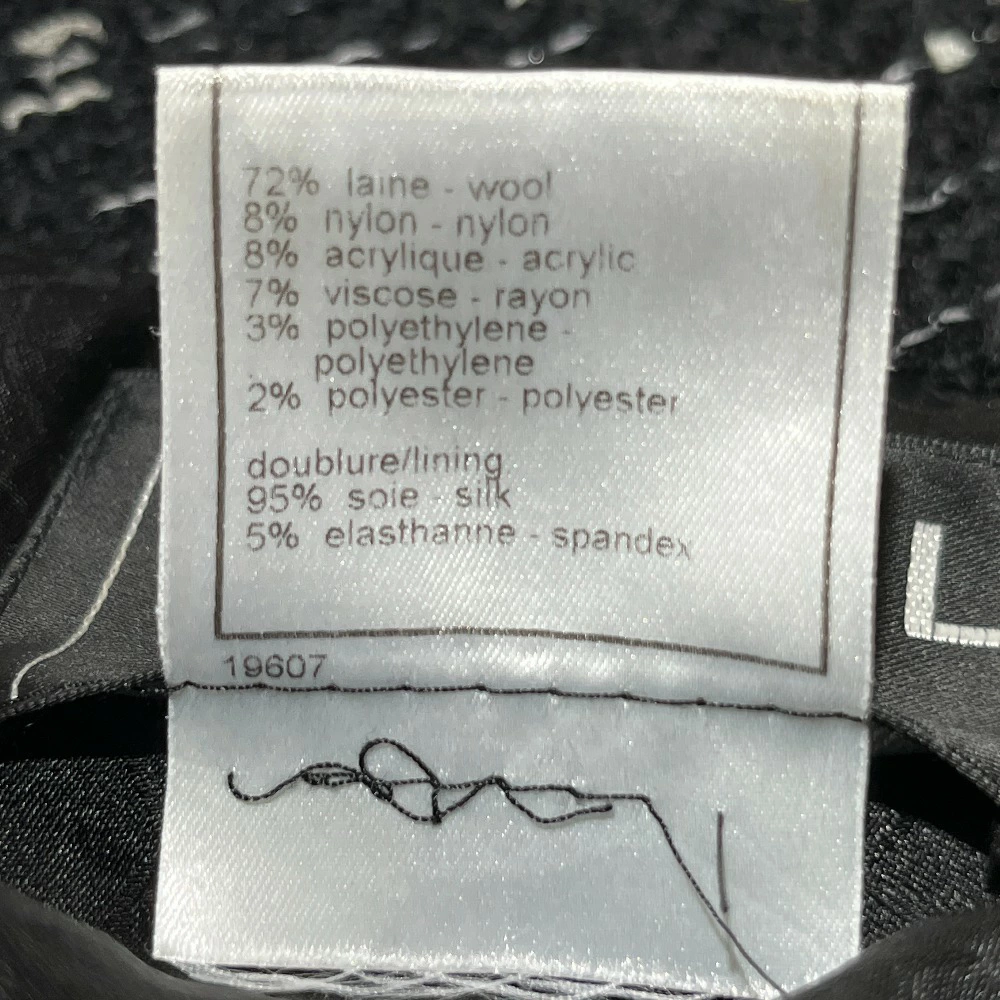 72% laine - wool
8% nylon - nylon
8% acrylique - acrylic
7% viscose - rayon
3% polyethylene -
polyethylene
2% polyester - polyester
doublure/lining
95% soie - silk
5% elasthanne - spandex
19607
L